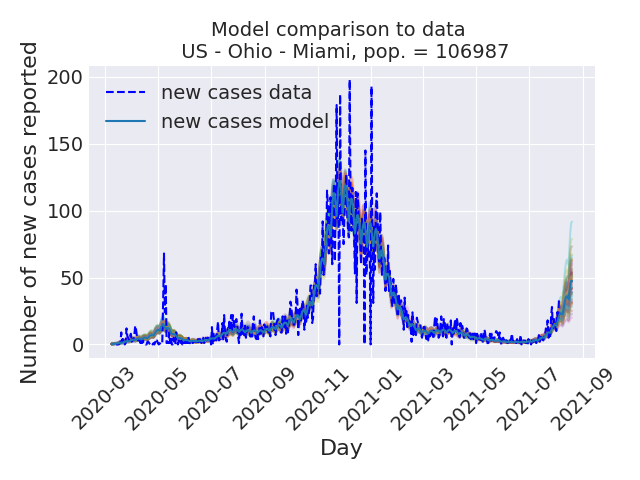 Model comparison to data
US - Ohio - Miami, pop. = 106987
Number of new cases reported
200
150
100
50
0
new cases data
new cases model
2020-03
2020-05
2020-07
2020-09
2020-11
2021-01
2021-03
2021-05
2021-07
2021-09
Day